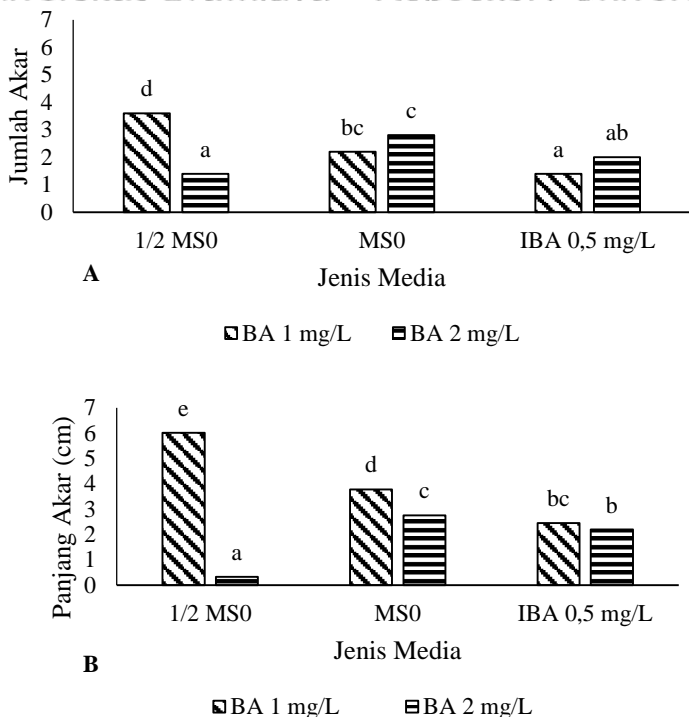 7
6
5
4
3
2
1
0
Jumlah Akar
d
a
bc
c
a
ab
1/2 MS0
MS0
IBA 0,5 mg/L
A
Jenis Media
BA 1 mg/L
BA 2 mg/L
7
6
5
4
3
2
1
0
Panjang Akar (cm)
e
a
d
c
bc
b
1/2 MS0
MS0
IBA 0,5 mg/L
Jenis Media
B
BA 1 mg/L
BA 2 mg/L